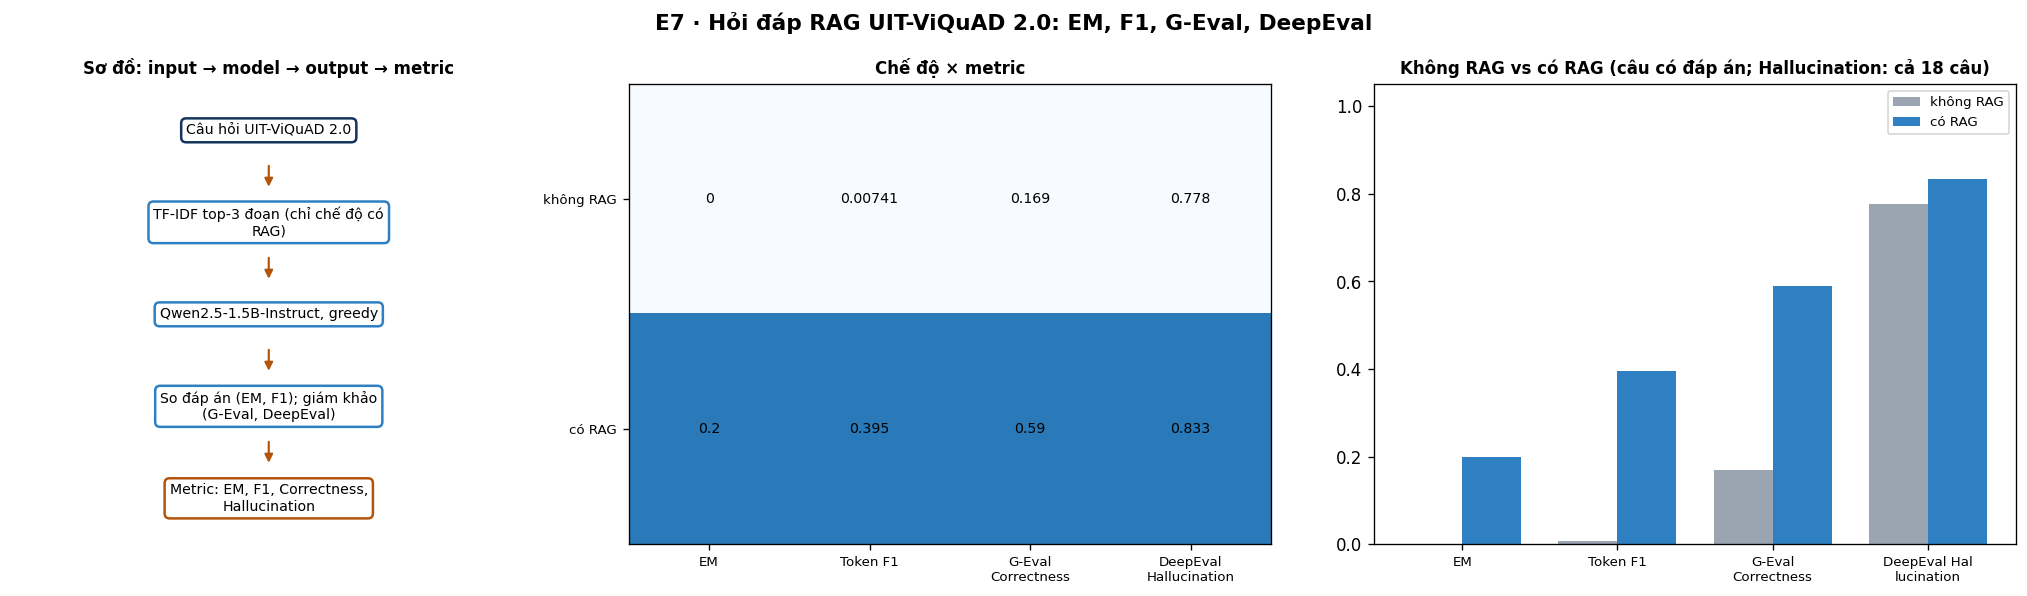 E7 · Hỏi đáp RAG UIT-ViQuAD 2.0: EM, F1, G-Eval, DeepEval
Sơ đồ: input → model → output → metric
Câu hỏi UIT-ViQuAD 2.0
TF-IDF top-3 đoạn (chỉ chế độ có
RAG)
Qwen2.5-1.5B-Instruct, greedy
So đáp án (EM, F1); giám khảo
(G-Eval, DeepEval)
Metric: EM, F1, Correctness,
Hallucination
Chế độ × metric
không RAG
0
0.00741
0.169
0.778
có RAG
0.2
0.395
0.59
0.833
EM
Token F1
G-Eval
Correctness
DeepEval
Hallucination
Không RAG vs có RAG (câu có đáp án; Hallucination: cả 18 câu)
không RAG
có RAG
1.0
0.8
0.6
0.4
0.2
0.0
EM
Token F1
G-Eval
Correctness
DeepEval Hal
lucination